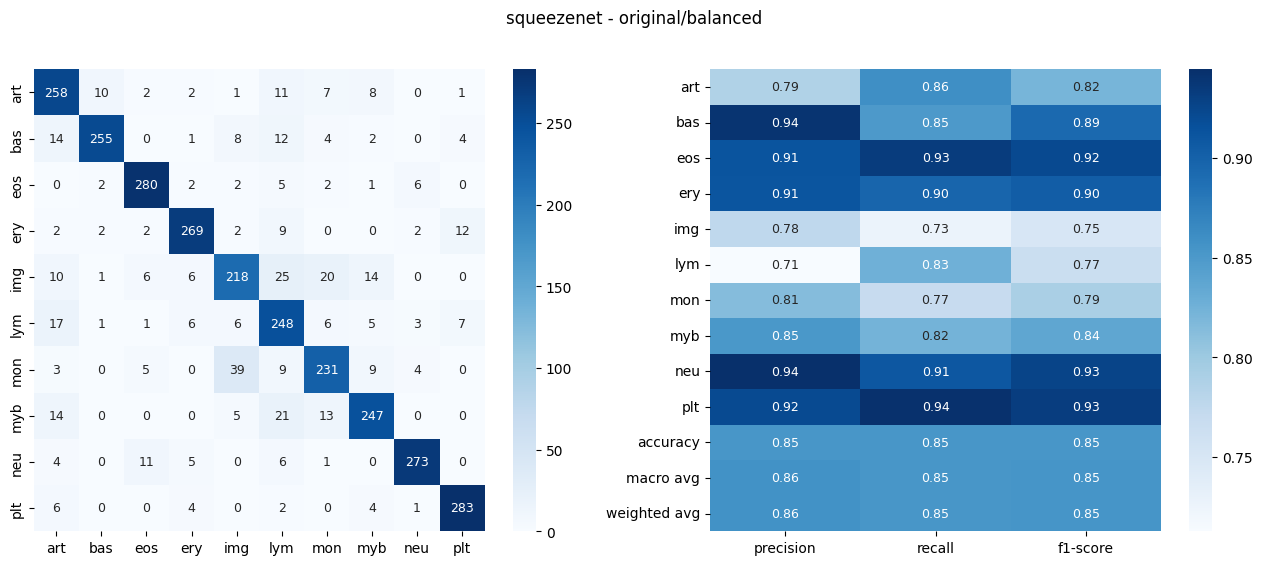 squeezenet - original/balanced
art 258 10 2 2 1 11 7 8 0 1
bas 14 255 0 1 8 12 4 2 0 4
eos 0 2 280 2 2 5 2 1 6 0
ery 2 2 2 269 2 9 0 0 2 12
img 10 1 6 6 218 25 20 14 0 0
lym 17 1 1 6 6 248 6 5 3 7
mon 3 0 5 0 39 9 231 9 4 0
myb 14 0 0 0 5 21 13 247 0 0
neu 4 0 11 5 0 6 1 0 273 0
plt 6 0 0 4 0 2 0 4 1 283
art bas eos ery img lym mon myb neu plt
250
200
150
100
50
0
art 0.79 0.86 0.82
bas 0.94 0.85 0.89
eos 0.91 0.93 0.92
ery 0.91 0.90 0.90
img 0.78 0.73 0.75
lym 0.71 0.83 0.77
mon 0.81 0.77 0.79
myb 0.85 0.82 0.84
neu 0.94 0.91 0.93
plt 0.92 0.94 0.93
accuracy 0.85 0.85 0.85
macro avg 0.86 0.85 0.85
weighted avg 0.86 0.85 0.85
precision recall f1-score
0.90
0.85
0.80
0.75